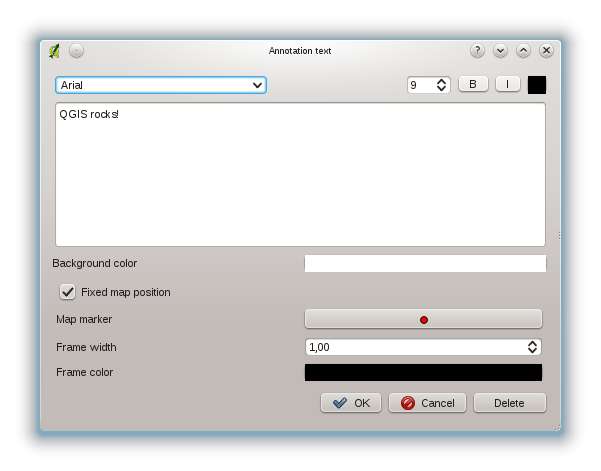 Annotation text
?
Arial 9 B I
QGIS rocks!
Background color
Fixed map position
Map marker
Frame width 1,00
Frame color
OK Cancel Delete